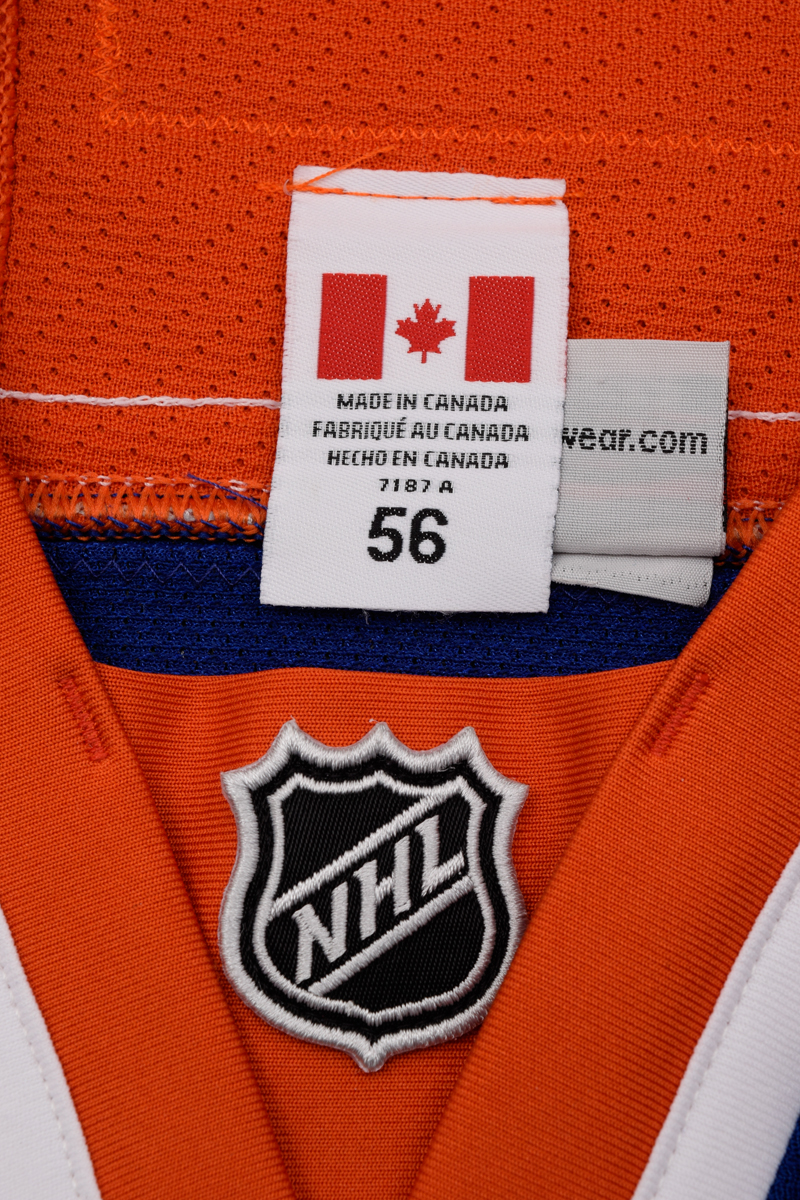 MADE IN CANADA
FABRIQUÉ AU CANADA
HECHO EN CANADA
7187 A
56
wear.com
NHL